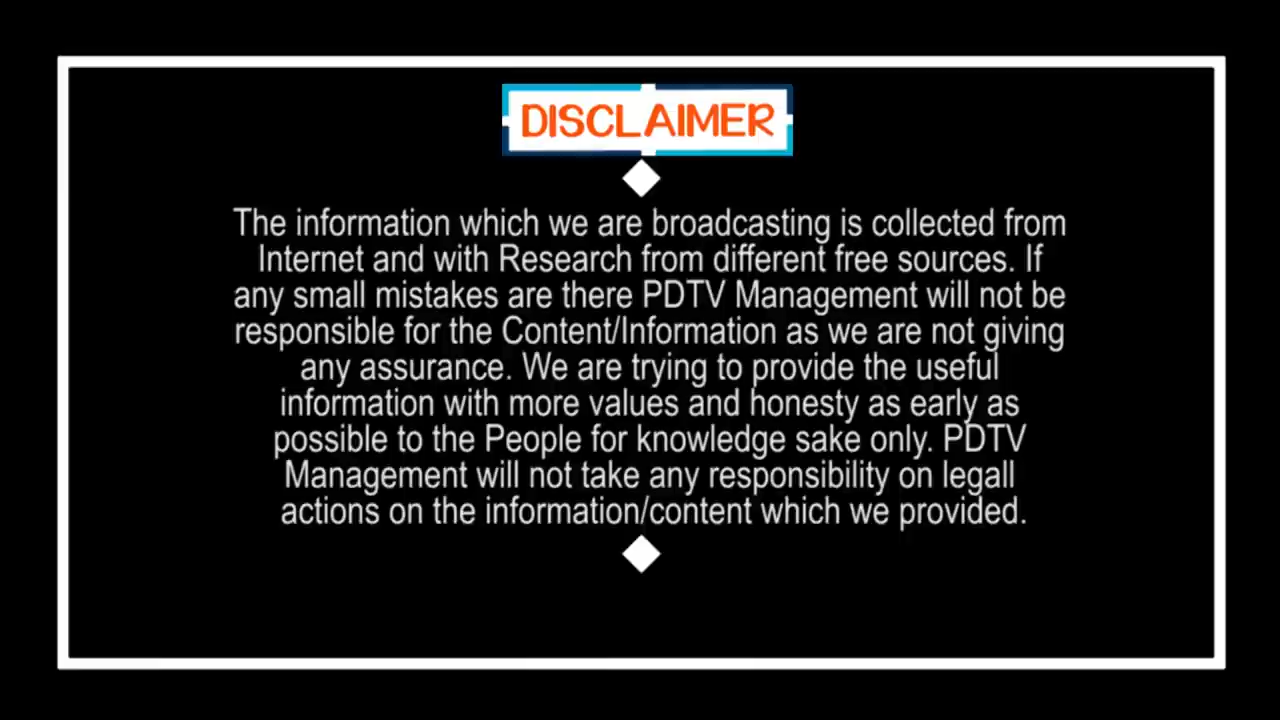 DISCLAIMER
The information which we are broadcasting is collected from
Internet and with Research from different free sources. If
any small mistakes are there PDTV Management will not be
responsible for the Content/Information as we are not giving
any assurance. We are trying to provide the useful
information with more values and honesty as early as
possible to the People for knowledge sake only. PDTV
Management will not take any responsibility on legall
actions on the information/content which we provided.